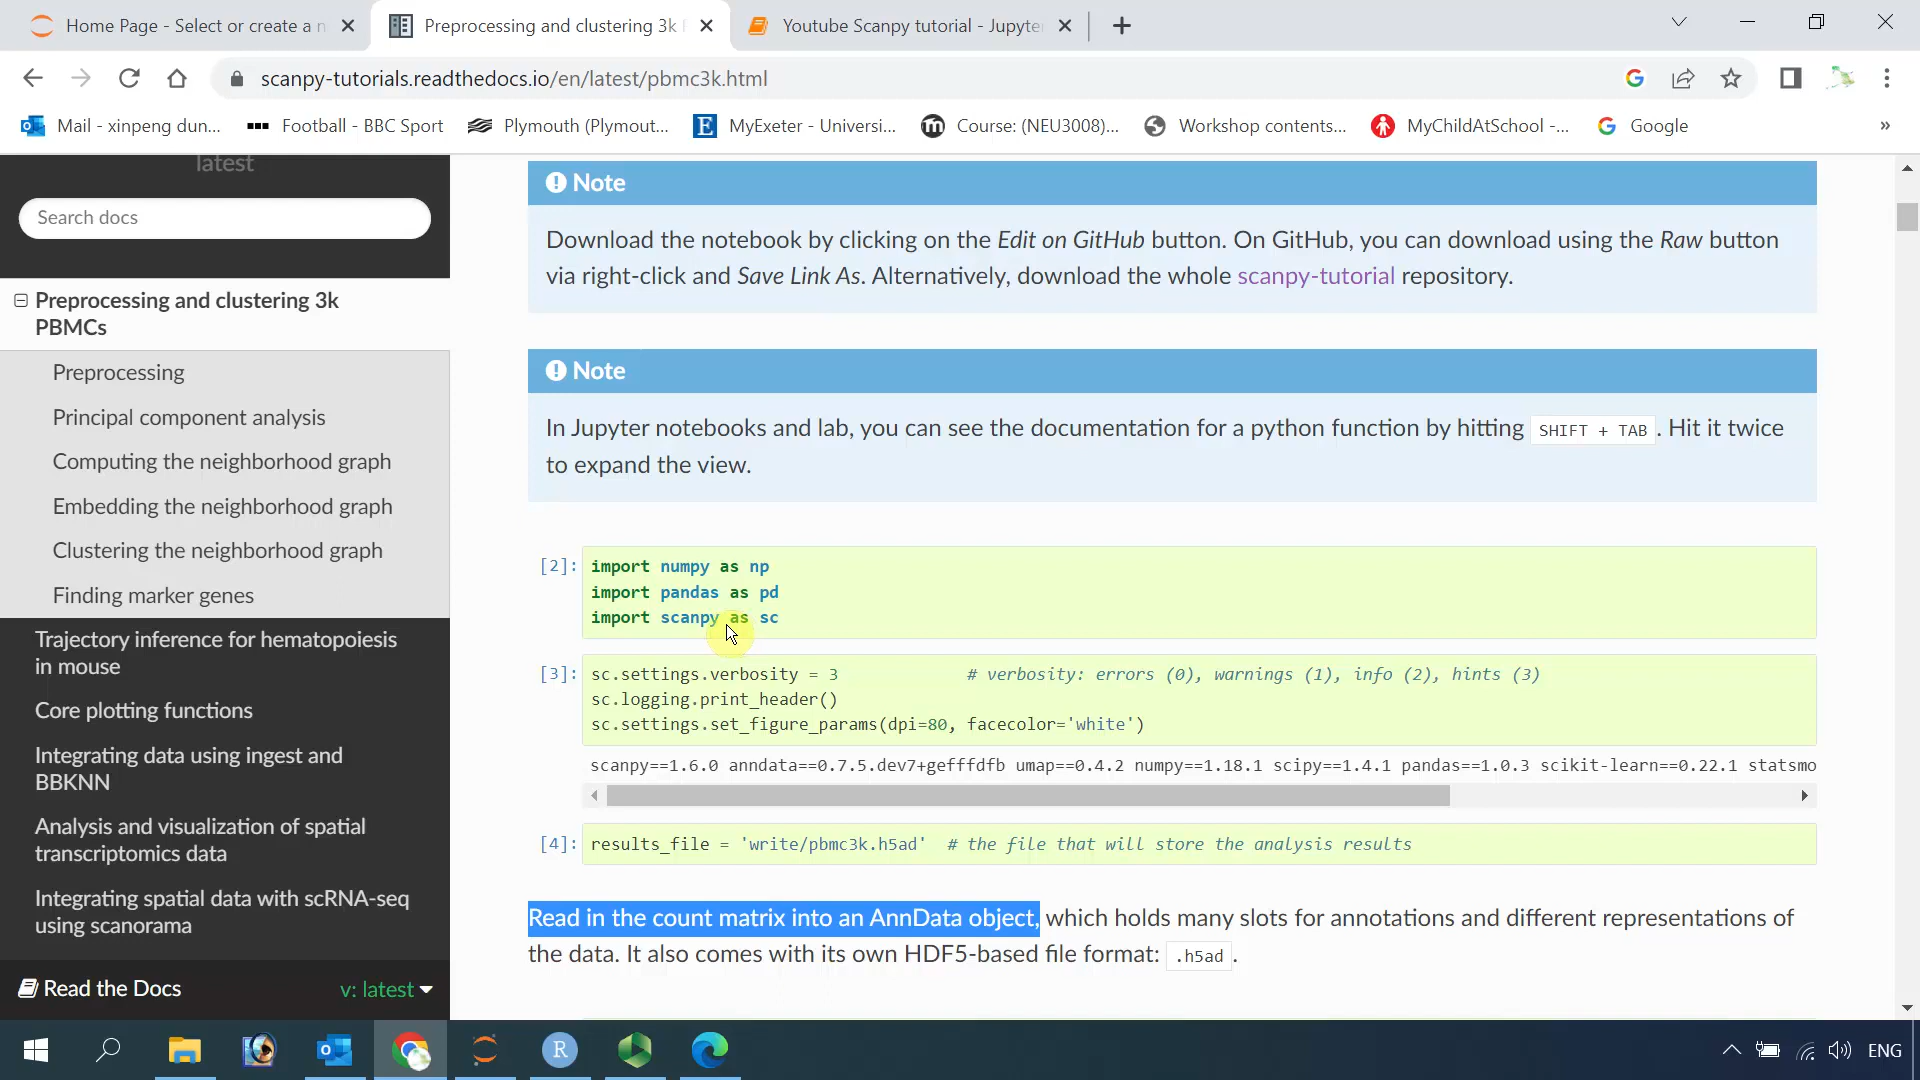 Home Page - Select or create a n
Preprocessing and clustering 3k
Youtube Scanpy tutorial - Jupyte
scanpy-tutorials.readthedocs.io/en/latest/pbmc3k.html
Mail - xinpeng dun...
Football - BBC Sport
Plymouth (Plymout...
MyExeter - Universi...
Course: (NEU3008)...
Workshop contents...
MyChildAtSchool -...
Google
»
latest
Search docs
Preprocessing and clustering 3k
PBMCs
Preprocessing
Principal component analysis
Computing the neighborhood graph
Embedding the neighborhood graph
Clustering the neighborhood graph
Finding marker genes
Trajectory inference for hematopoiesis
in mouse
Core plotting functions
Integrating data using ingest and
BBKNN
Analysis and visualization of spatial
transcriptomics data
Integrating spatial data with scRNA-seq
using scanorama
Read the Docs
v: latest
Note
Download the notebook by clicking on the Edit on GitHub button. On GitHub, you can download using the Raw button
via right-click and Save Link As. Alternatively, download the whole scanpy-tutorial repository.
Note
In Jupyter notebooks and lab, you can see the documentation for a python function by hitting SHIFT + TAB . Hit it twice
to expand the view.
[2]: import numpy as np
import pandas as pd
import scanpy as sc
[3]: sc.settings.verbosity = 3 # verbosity: errors (0), warnings (1), info (2), hints (3)
sc.logging.print_header()
sc.settings.set_figure_params(dpi=80, facecolor='white')
scanpy==1.6.0 anndata==0.7.5.dev7+gefffdfb umap==0.4.2 numpy==1.18.1 scipy==1.4.1 pandas==1.0.3 scikit-learn==0.22.1 statsmo
[4]: results_file = 'write/pbmc3k.h5ad' # the file that will store the analysis results
Read in the count matrix into an AnnData object, which holds many slots for annotations and different representations of
the data. It also comes with its own HDF5-based file format: .h5ad .
ENG